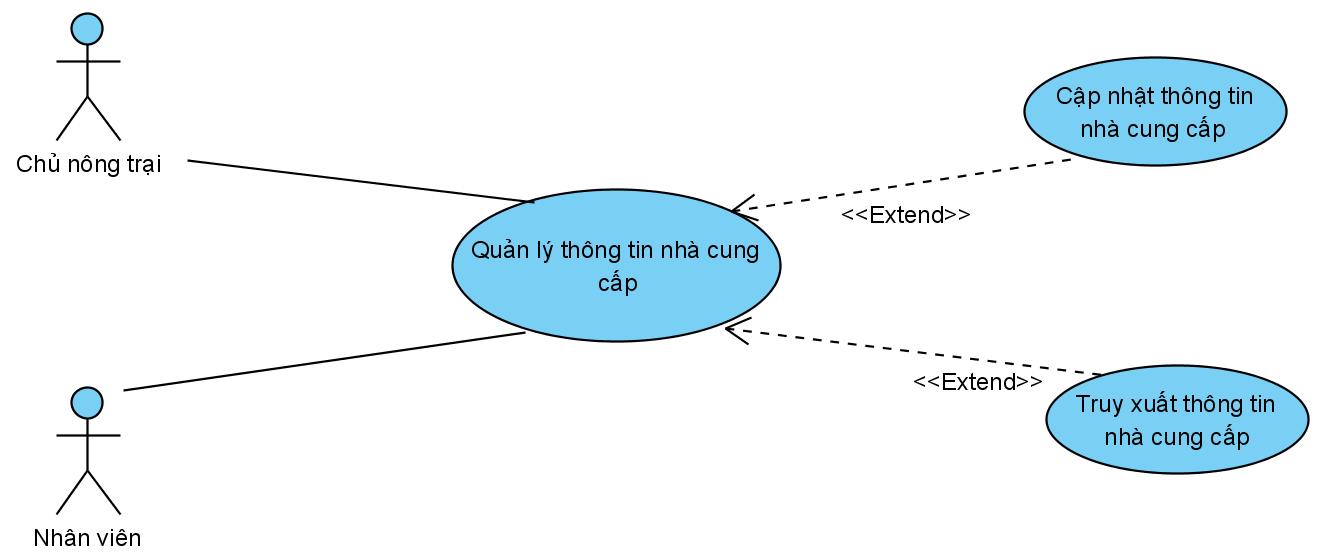 Chủ nông trại
Cập nhật thông tin
nhà cung cấp
<<Extend>>
Quản lý thông tin nhà cung
cấp
<<Extend>>
Truy xuất thông tin
nhà cung cấp
Nhân viên